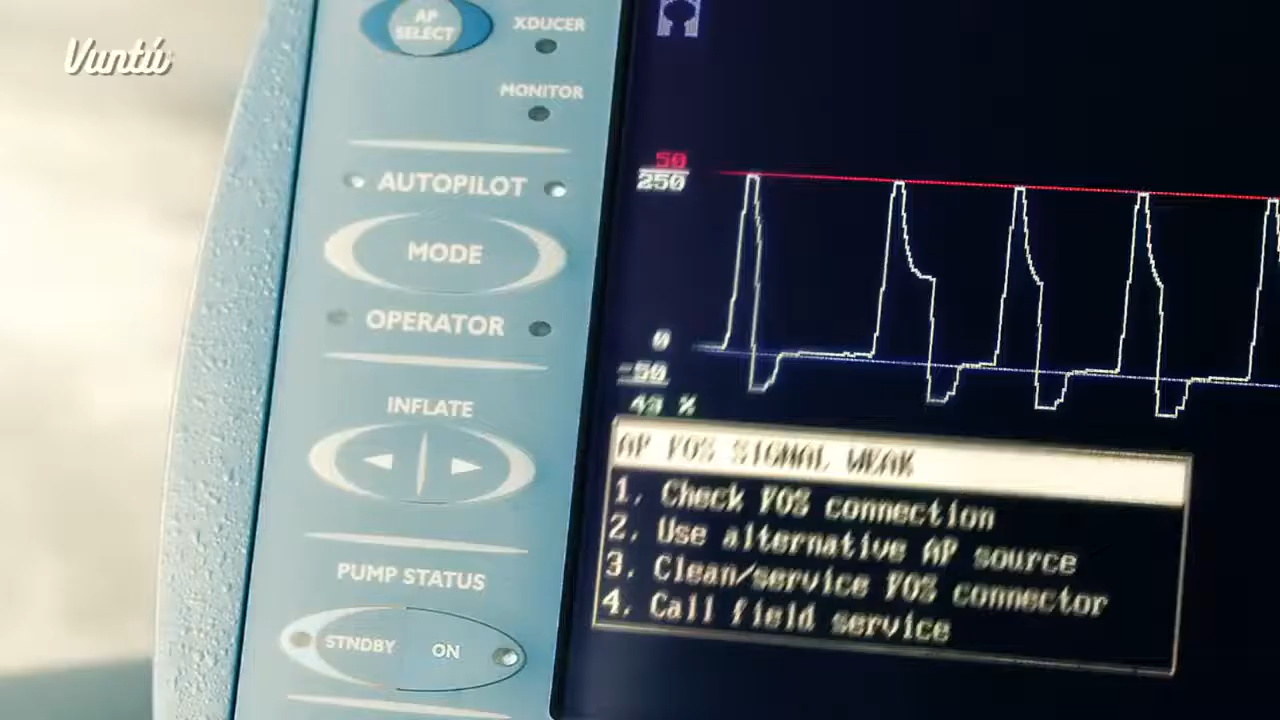 Vuntú
AP
SELECT
XDUCER
MONITOR
AUTOPILOT
MODE
OPERATOR
INFLATE
PUMP STATUS
STNDBY ON
50
250
0
-50
43 %
AP FOS SIGNAL WEAK
1. Check FOS connection
2. Use alternative AP source
3. Clean/service FOS connector
4. Call field service